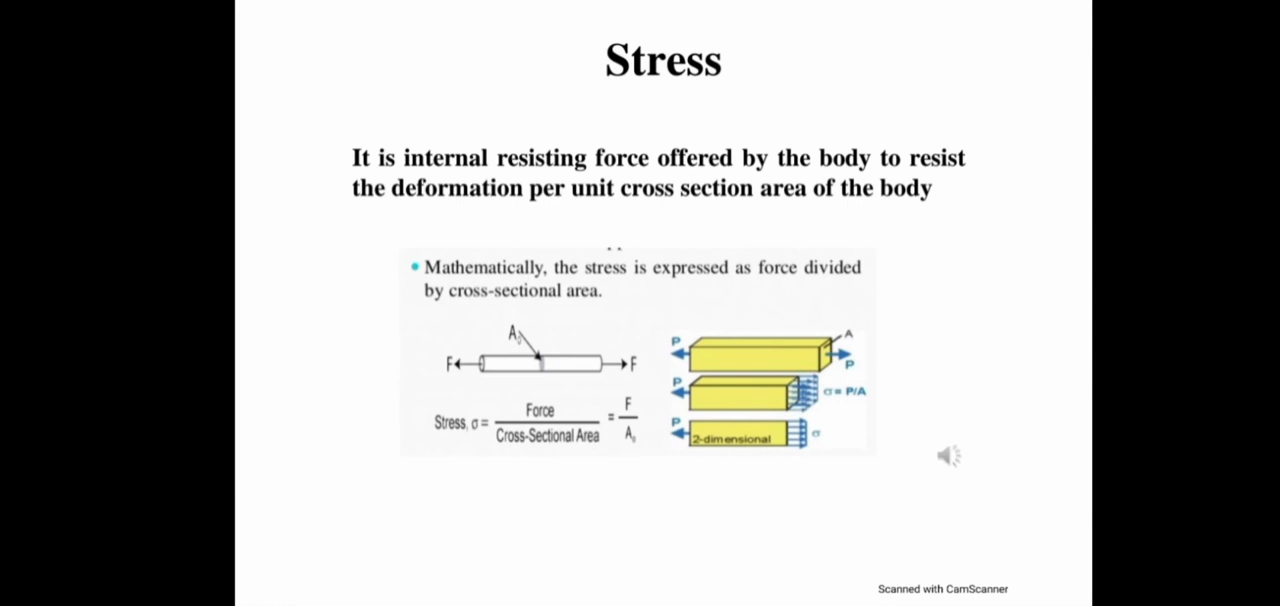 Stress
It is internal resisting force offered by the body to resist
the deformation per unit cross section area of the body
• Mathematically, the stress is expressed as force divided
by cross-sectional area.
A₀
F F
Stress, σ = Force / Cross-Sectional Area = F / A₀
P A
P
P
σ = P/A
P
2-dimensional σ
Scanned with CamScanner